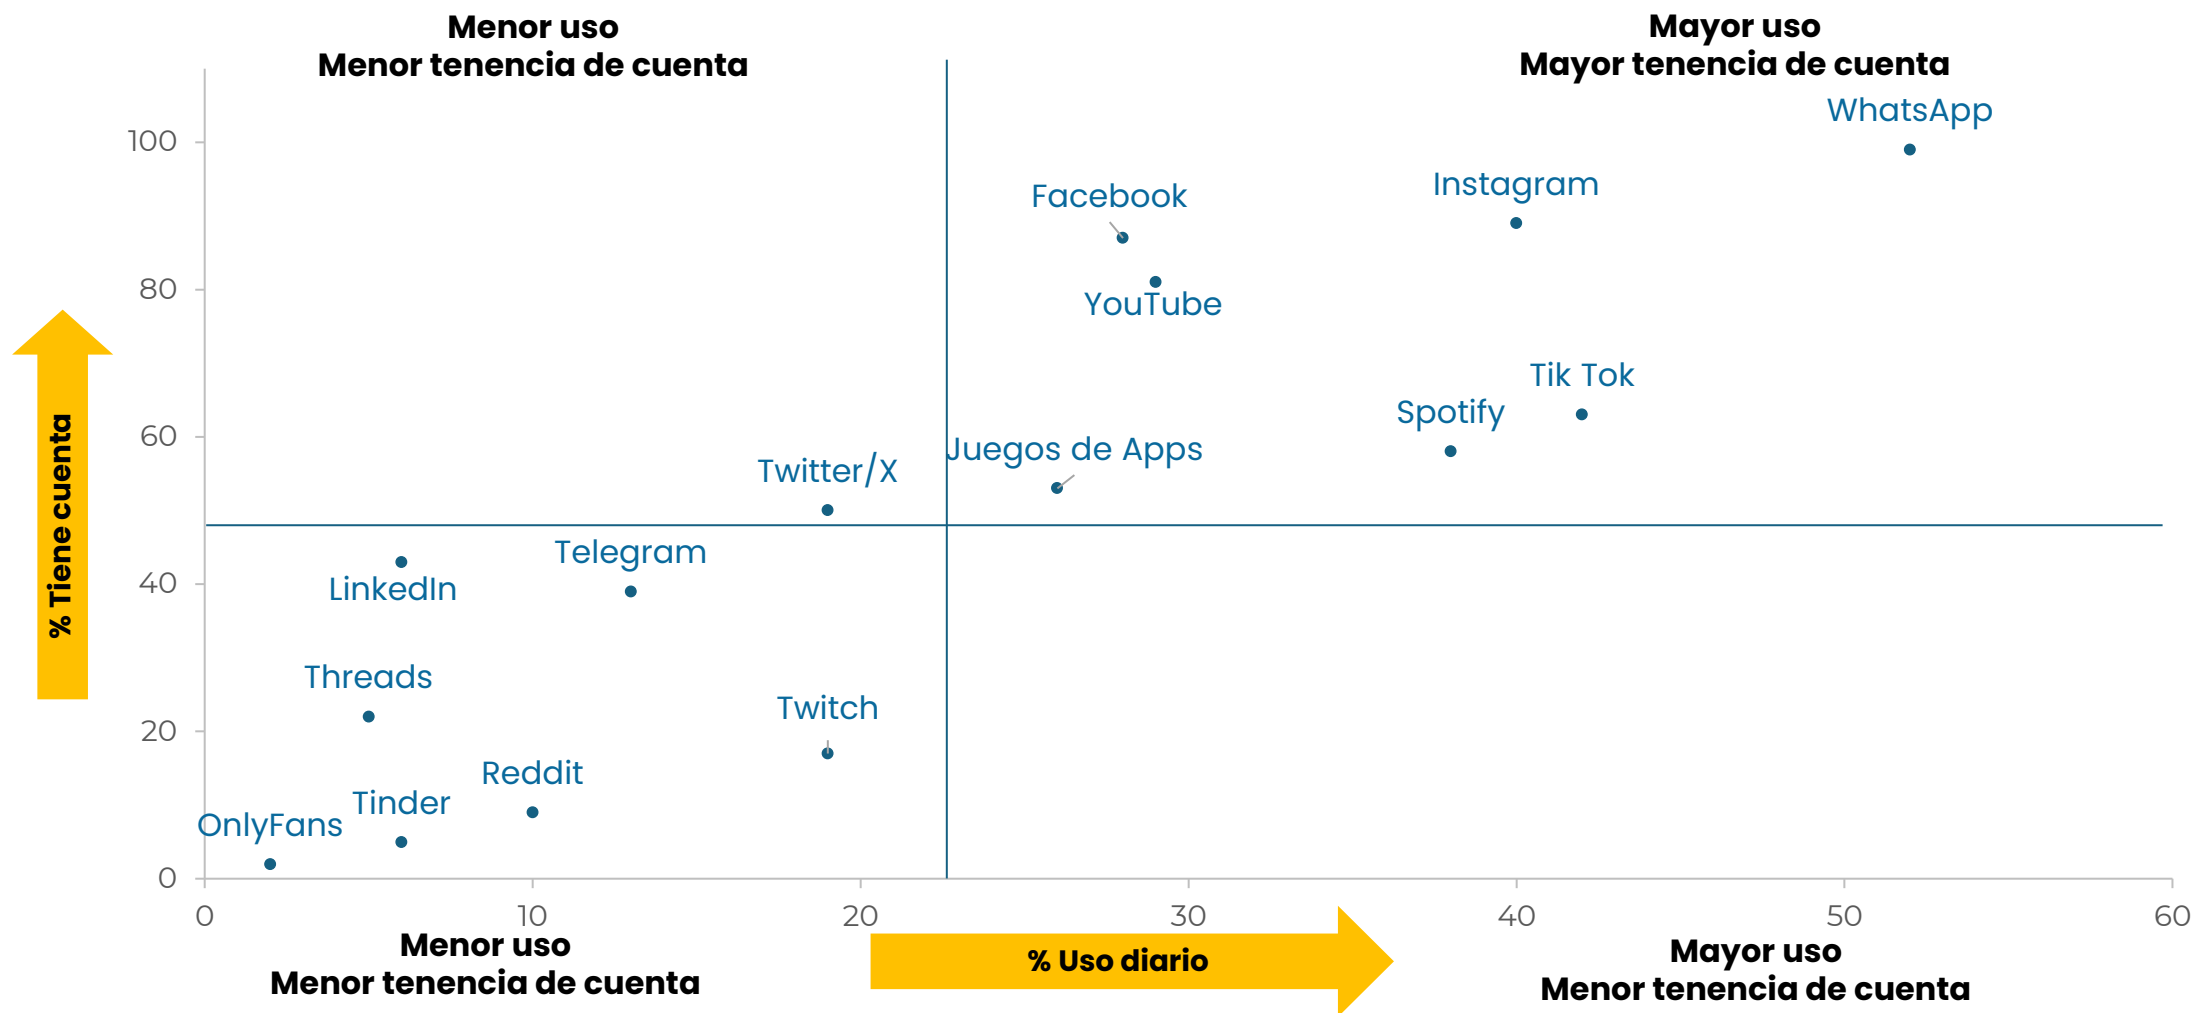 Menor uso
Menor tenencia de cuenta
Mayor uso
Mayor tenencia de cuenta
WhatsApp
100
Instagram
Facebook
80
YouTube
Tik Tok
Spotify
60
Juegos de Apps
Twitter/X
% Tiene cuenta
Telegram
40
LinkedIn
Threads
Twitch
20
Reddit
Tinder
OnlyFans
0
0 10 20 30 40 50 60
Menor uso
Menor tenencia de cuenta
% Uso diario
Mayor uso
Menor tenencia de cuenta